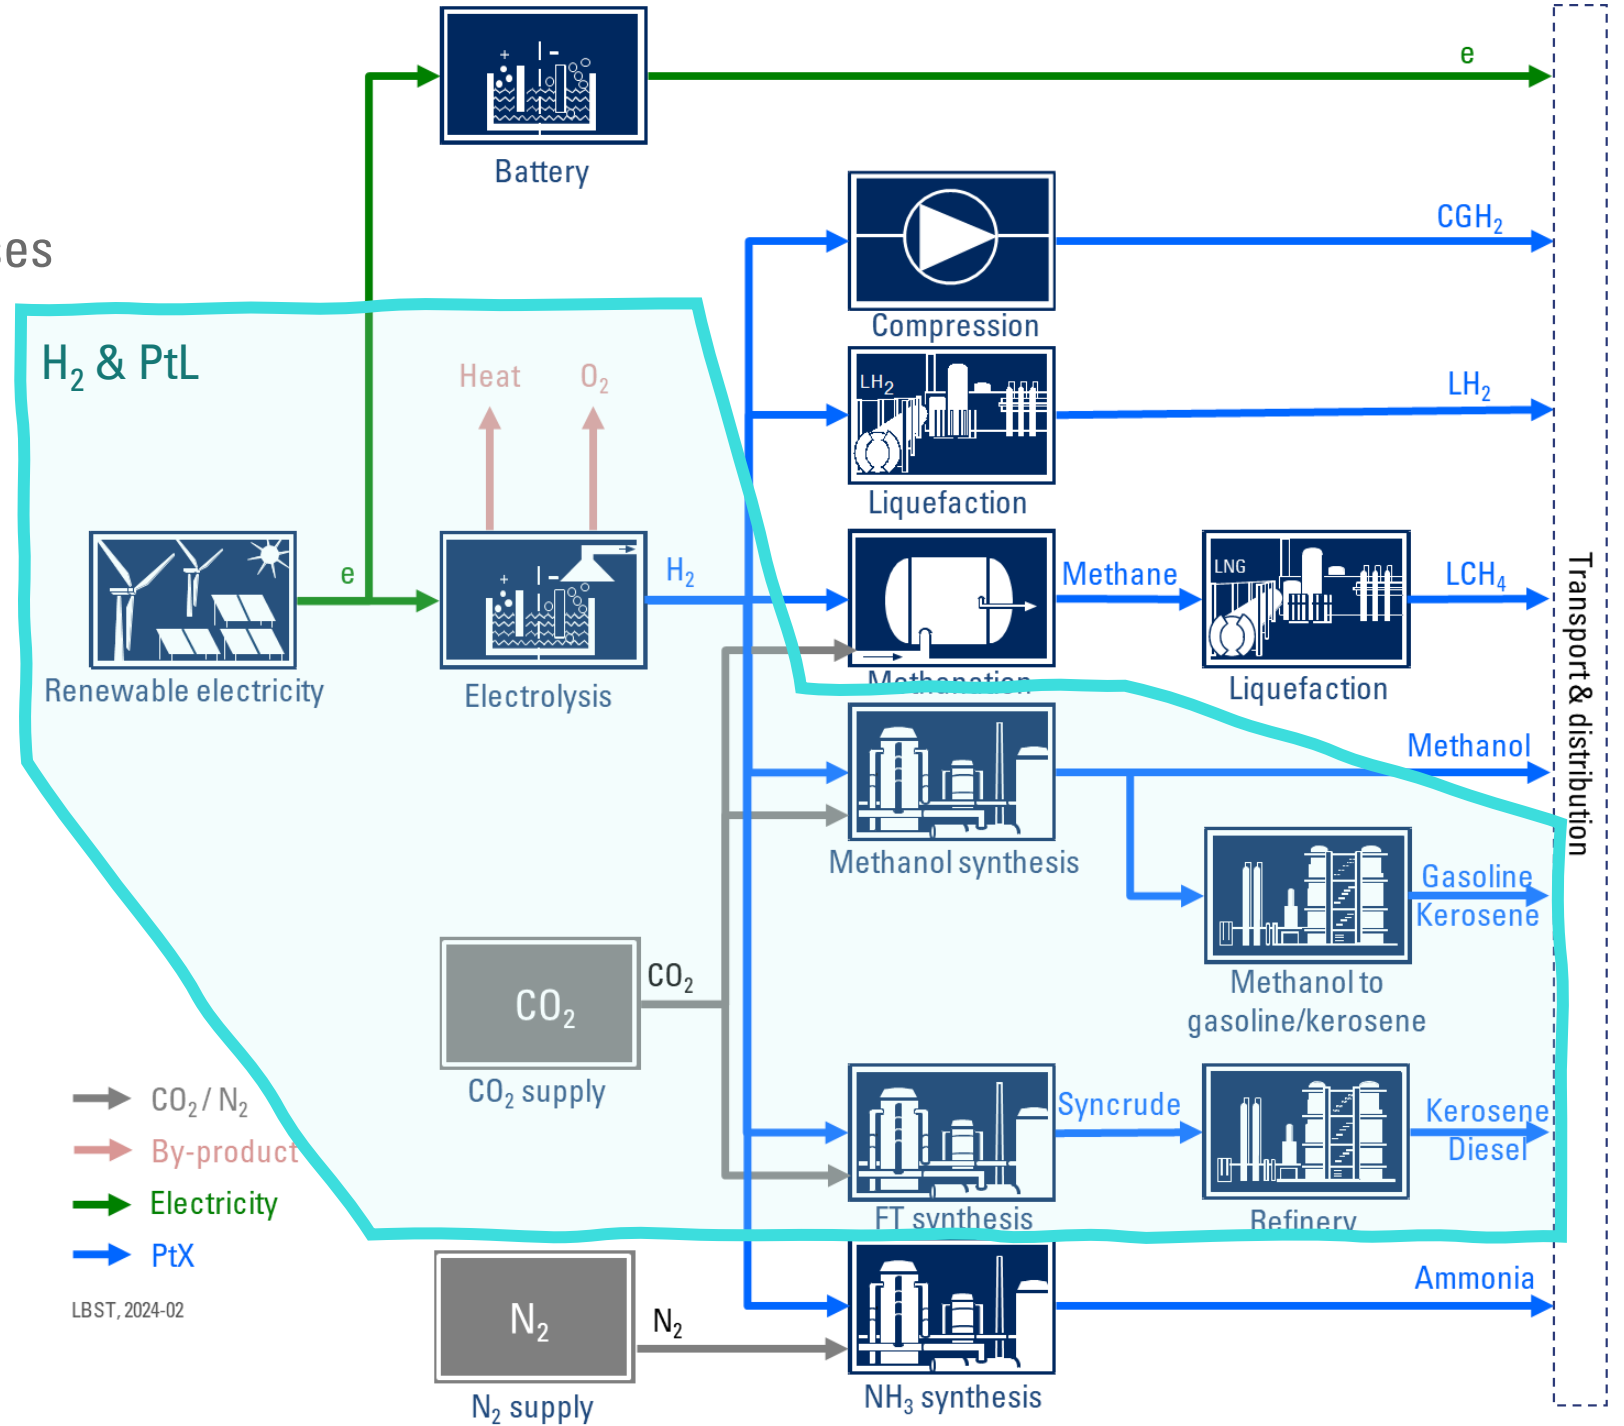 e
Battery
CGH₂
ses
Compression
H₂ & PtL
Heat
O₂
LH₂
LH₂
Liquefaction
e
H₂
Methane
LNG
LCH₄
Renewable electricity
Electrolysis
Methanation
Liquefaction
Transport & distribution
Methanol
Methanol synthesis
Gasoline
Kerosene
CO₂
CO₂
Methanol to
gasoline/kerosene
CO₂ supply
CO₂ / N₂
By-product
Electricity
PtX
Syncrude
Kerosene
Diesel
FT synthesis
Refinery
LBST, 2024-02
Ammonia
N₂
N₂
NH₃ synthesis
N₂ supply